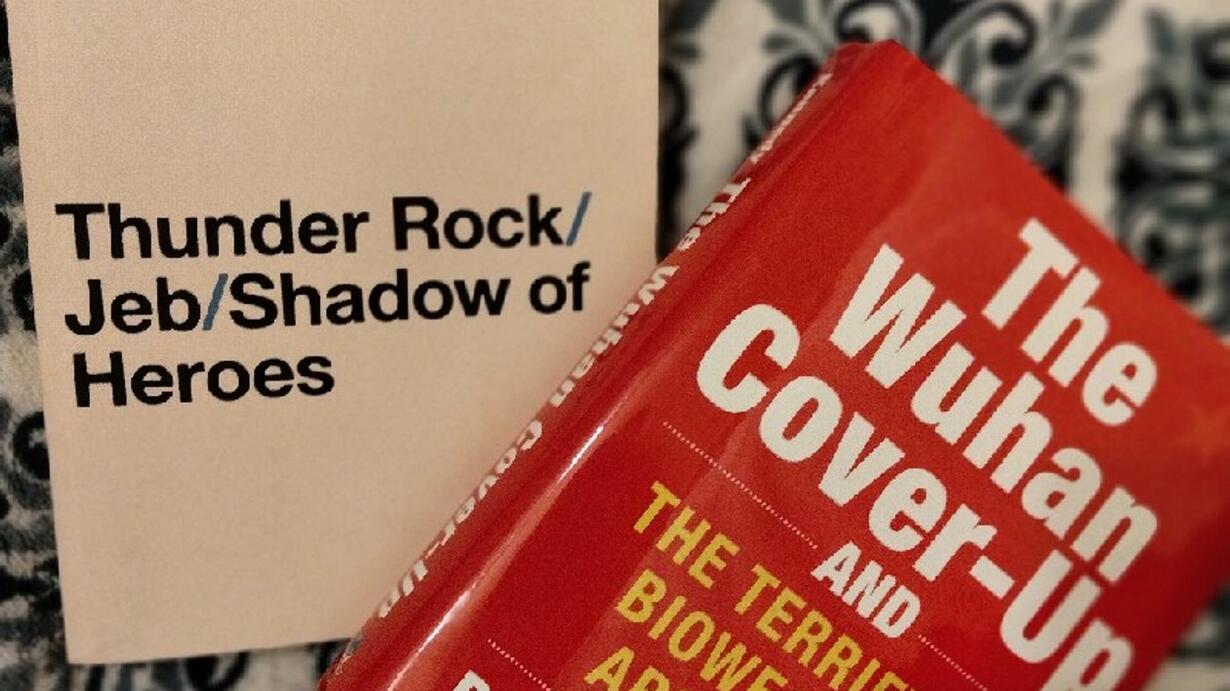 Thunder Rock/
Jeb/Shadow of
Heroes
The Wuhan Cover-Up
The
Wuhan
Cover-Up
AND
THE